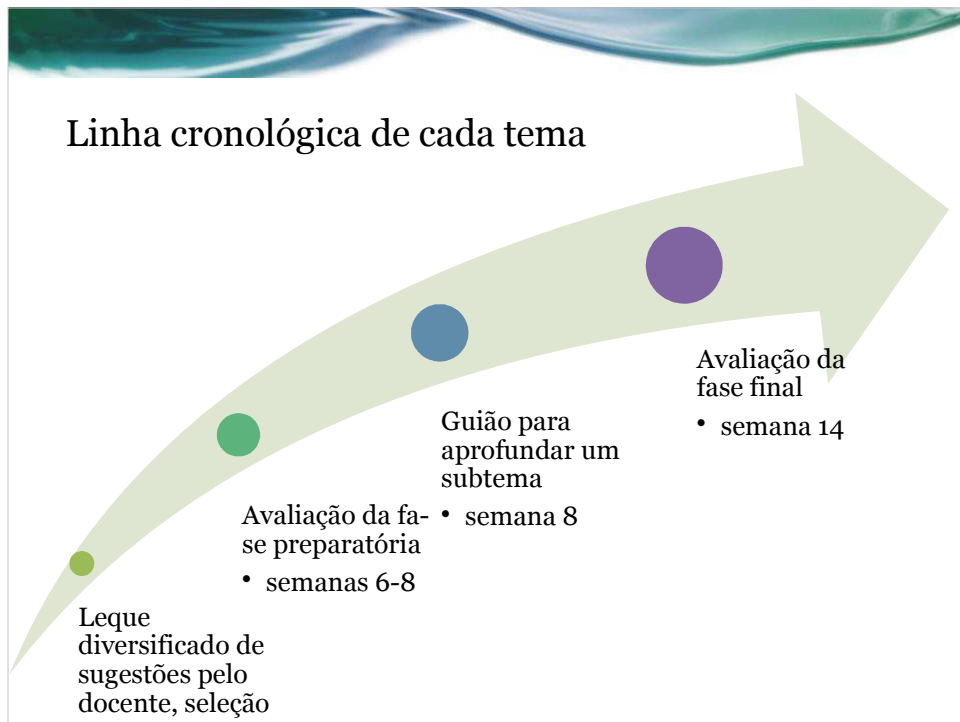 Linha cronológica de cada tema
Leque
diversificado de
sugestões pelo
docente, seleção
Avaliação da fa-
se preparatória
• semanas 6-8
Guião para
aprofundar um
subtema
• semana 8
Avaliação da
fase final
• semana 14